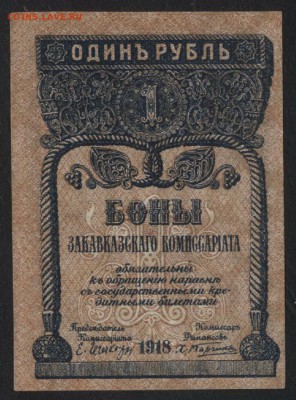 COINS.LAVE.RU
ОДИНЪ РУБЛЬ
1
БОНЫ
ЗАКАВКАЗСКАГО КОМИССАРІАТА
обязательны
къ обращенію наравнѣ
съ государственными кре-
дитными билетами
Предсѣдатель Комиссаръ
Комиссаріата Финансовъ
1918